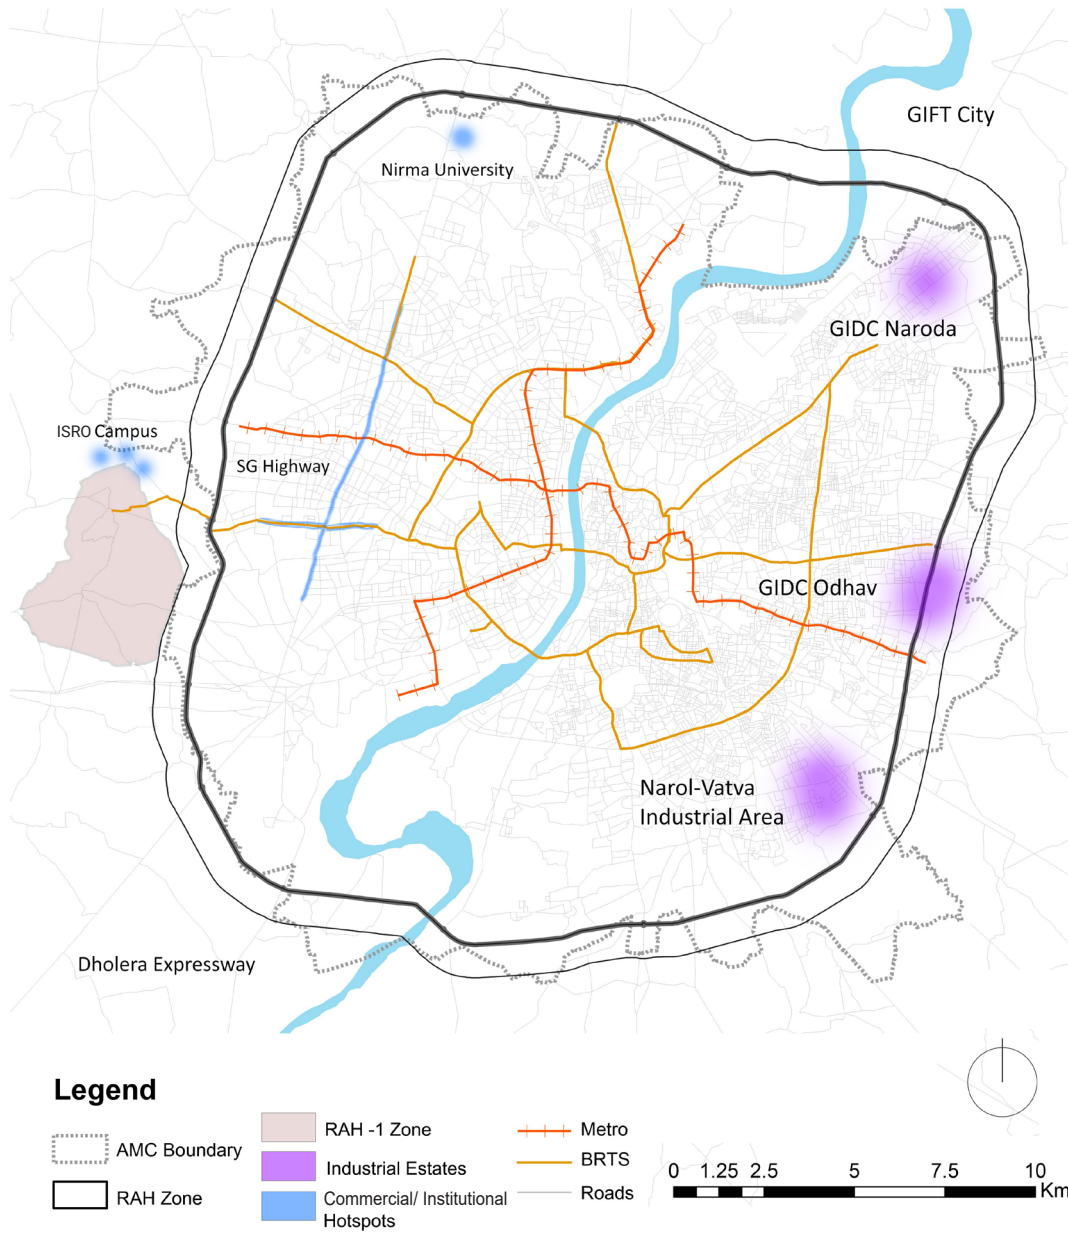 GIFT City
Nirma University
GIDC Naroda
ISRO Campus
SG Highway
GIDC Odhav
Narol-Vatva
Industrial Area
Dholera Expressway
Legend
AMC Boundary
RAH Zone
RAH -1 Zone
Industrial Estates
Commercial/ Institutional
Hotspots
Metro
BRTS
Roads
0 1.25 2.5 5 7.5 10
Km